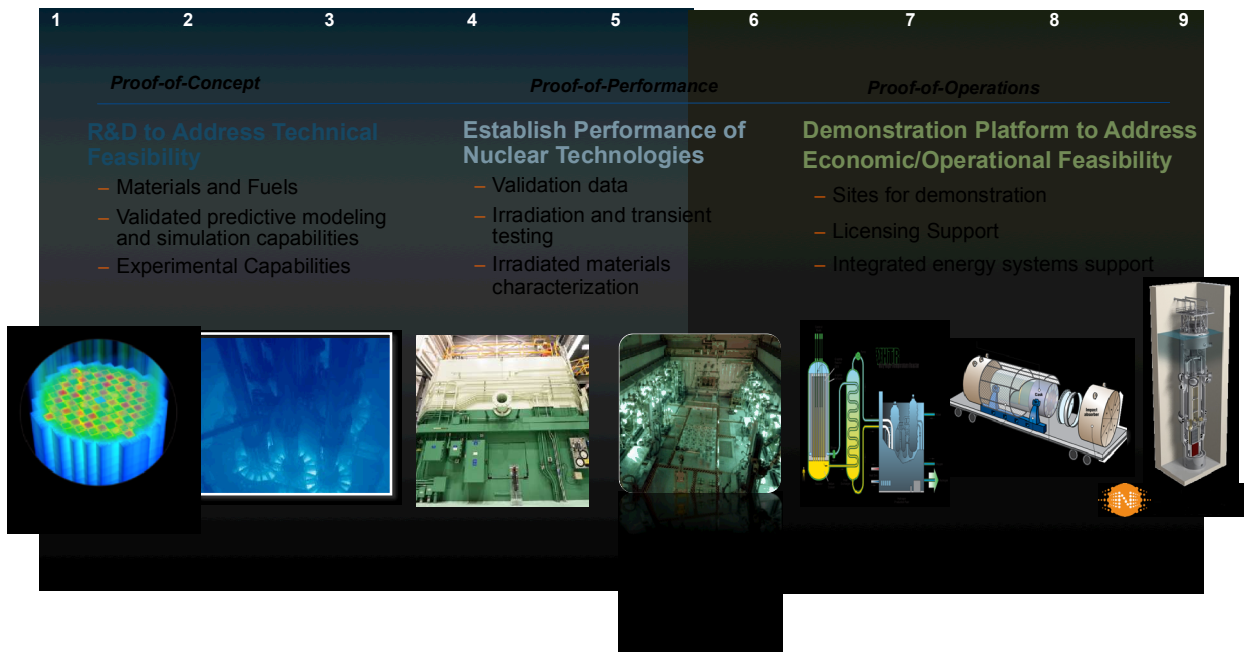 1 2 3 4 5 6 7 8 9
Proof-of-Concept
Proof-of-Performance
Proof-of-Operations
R&D to Address Technical
Feasibility
– Materials and Fuels
– Validated predictive modeling
and simulation capabilities
– Experimental Capabilities
Establish Performance of
Nuclear Technologies
– Validation data
– Irradiation and transient
testing
– Irradiated materials
characterization
Demonstration Platform to Address
Economic/Operational Feasibility
– Sites for demonstration
– Licensing Support
– Integrated energy systems support
Cask
Impact
absorber
N